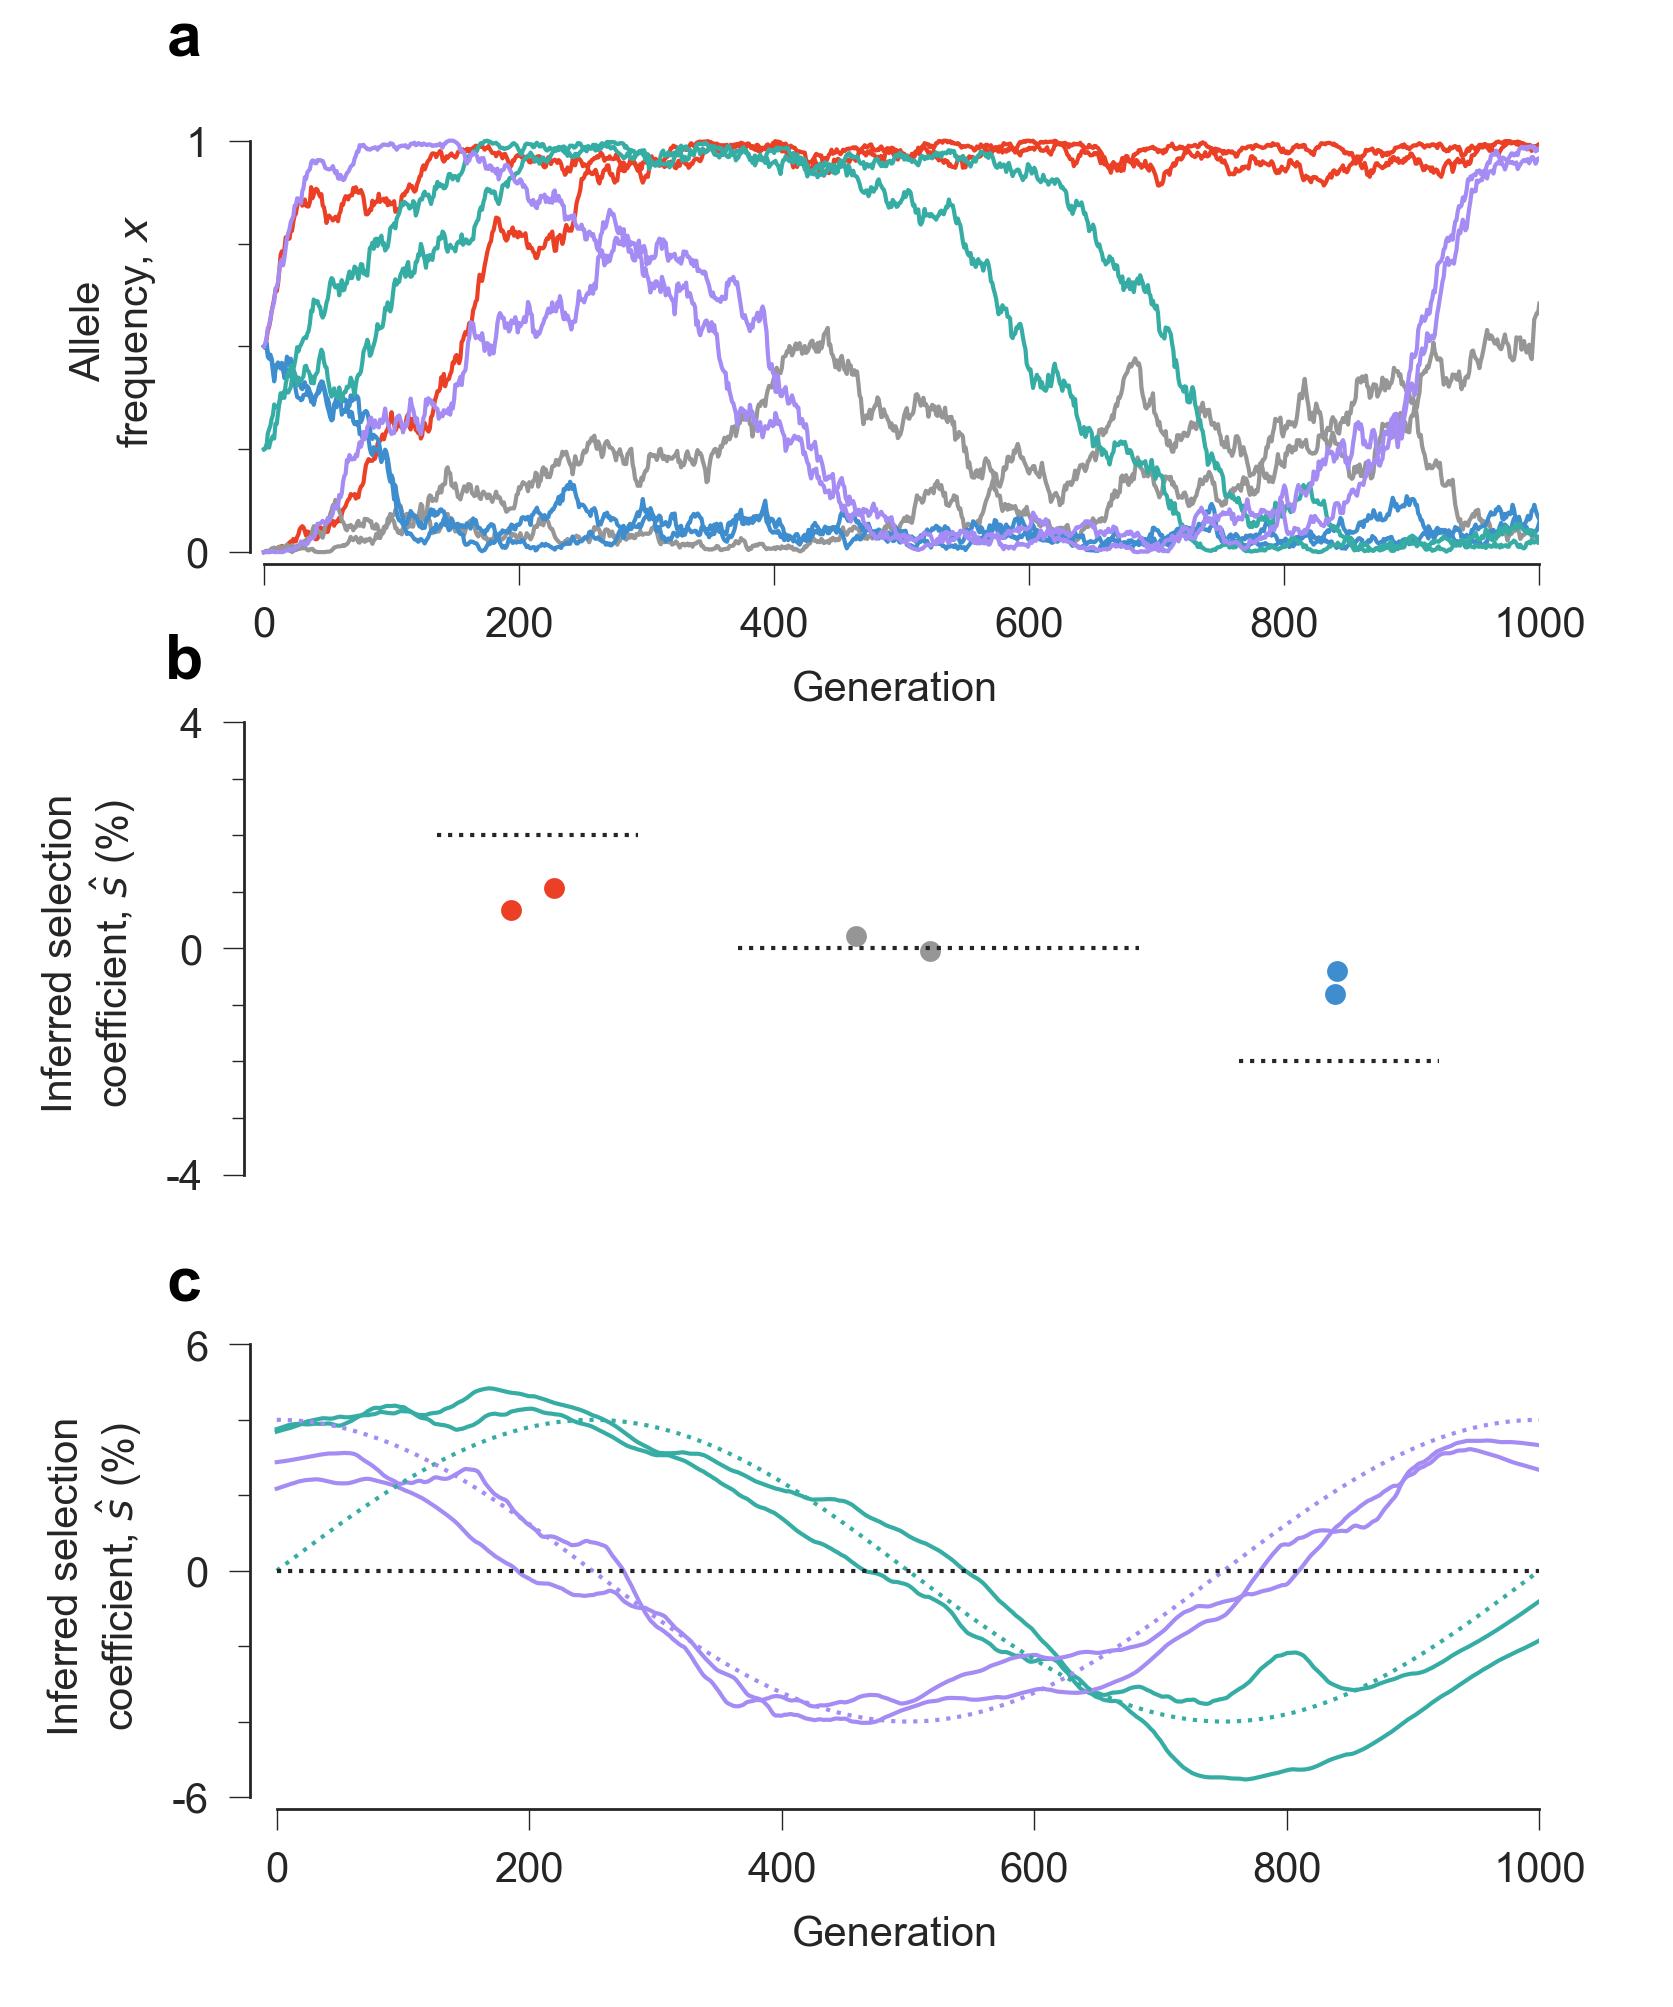 a
1
0
Allele
frequency, x
0 200 400 600 800 1000
Generation
b
4
0
-4
Inferred selection
coefficient, ŝ (%)
c
6
0
-6
Inferred selection
coefficient, ŝ (%)
0 200 400 600 800 1000
Generation